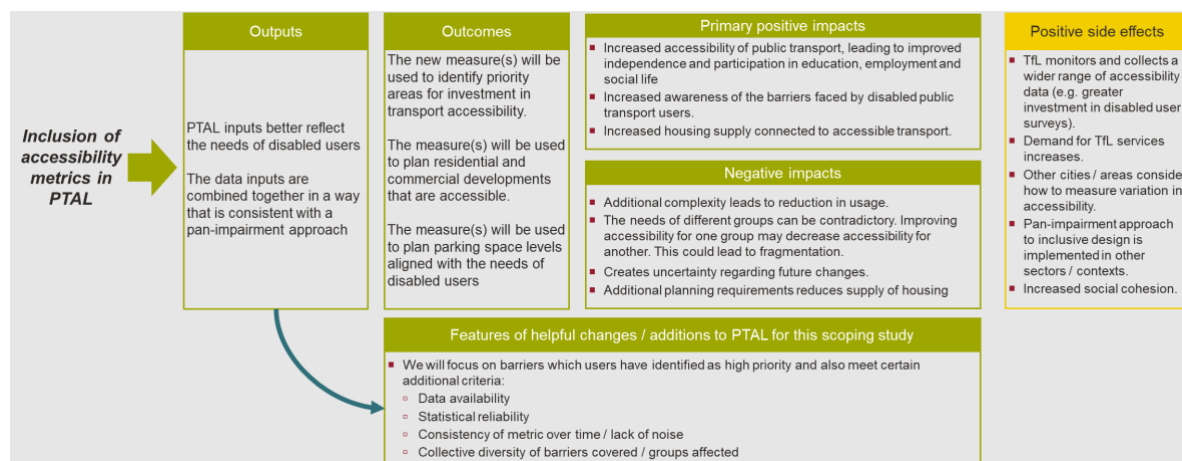 Inclusion of
accessibility
metrics in
PTAL
Outputs
PTAL inputs better reflect
the needs of disabled users
The data inputs are
combined together in a way
that is consistent with a
pan-impairment approach
Outcomes
The new measure(s) will be
used to identify priority
areas for investment in
transport accessibility.
The measure(s) will be used
to plan residential and
commercial developments
that are accessible.
The measure(s) will be used
to plan parking space levels
aligned with the needs of
disabled users
Primary positive impacts
Increased accessibility of public transport, leading to improved
independence and participation in education, employment and
social life
Increased awareness of the barriers faced by disabled public
transport users.
Increased housing supply connected to accessible transport.
Negative impacts
Additional complexity leads to reduction in usage.
The needs of different groups can be contradictory. Improving
accessibility for one group may decrease accessibility for
another. This could lead to fragmentation.
Creates uncertainty regarding future changes.
Additional planning requirements reduces supply of housing
Positive side effects
TfL monitors and collects a
wider range of accessibility
data (e.g. greater
investment in disabled user
surveys).
Demand for TfL services
increases.
Other cities / areas conside
how to measure variation in
accessibility.
Pan-impairment approach
to inclusive design is
implemented in other
sectors / contexts.
Increased social cohesion.
Features of helpful changes / additions to PTAL for this scoping study
We will focus on barriers which users have identified as high priority and also meet certain
additional criteria:
Data availability
Statistical reliability
Consistency of metric over time / lack of noise
Collective diversity of barriers covered / groups affected